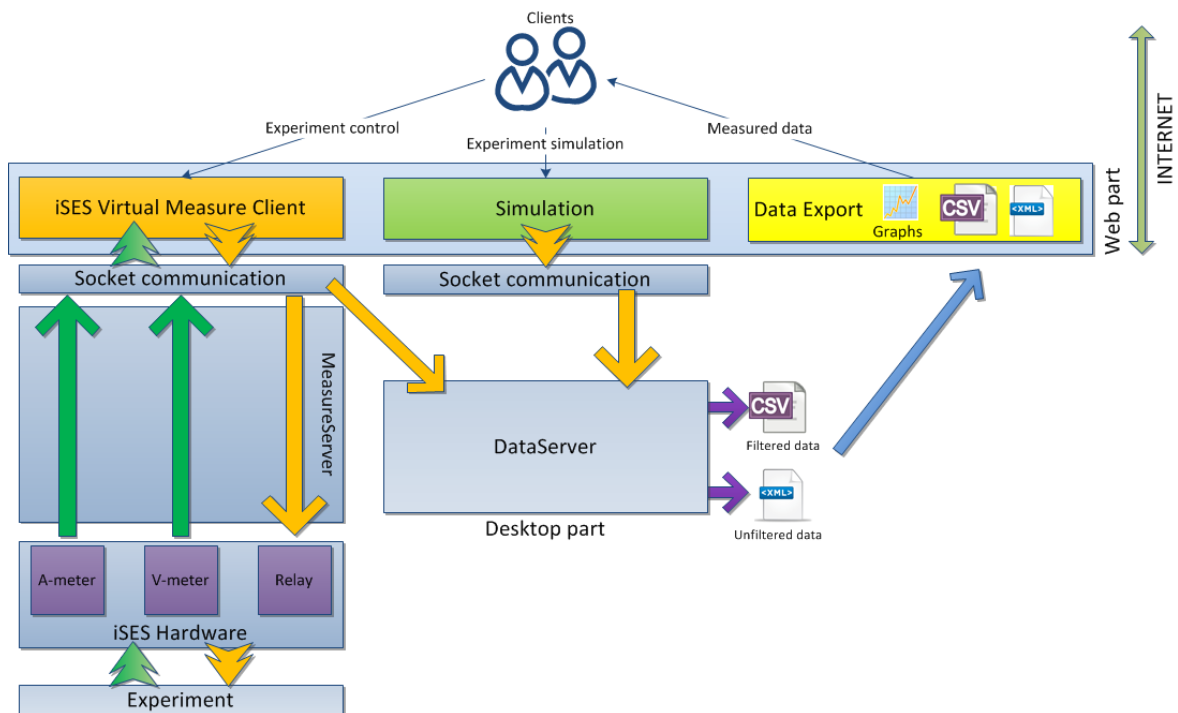 Clients
Experiment control
Experiment simulation
Measured data
INTERNET
Web part
iSES Virtual Measure Client
Simulation
Data Export
Graphs
CSV
<XML>
Socket communication
Socket communication
MeasureServer
DataServer
Desktop part
CSV
Filtered data
<XML>
Unfiltered data
A-meter
V-meter
Relay
iSES Hardware
Experiment